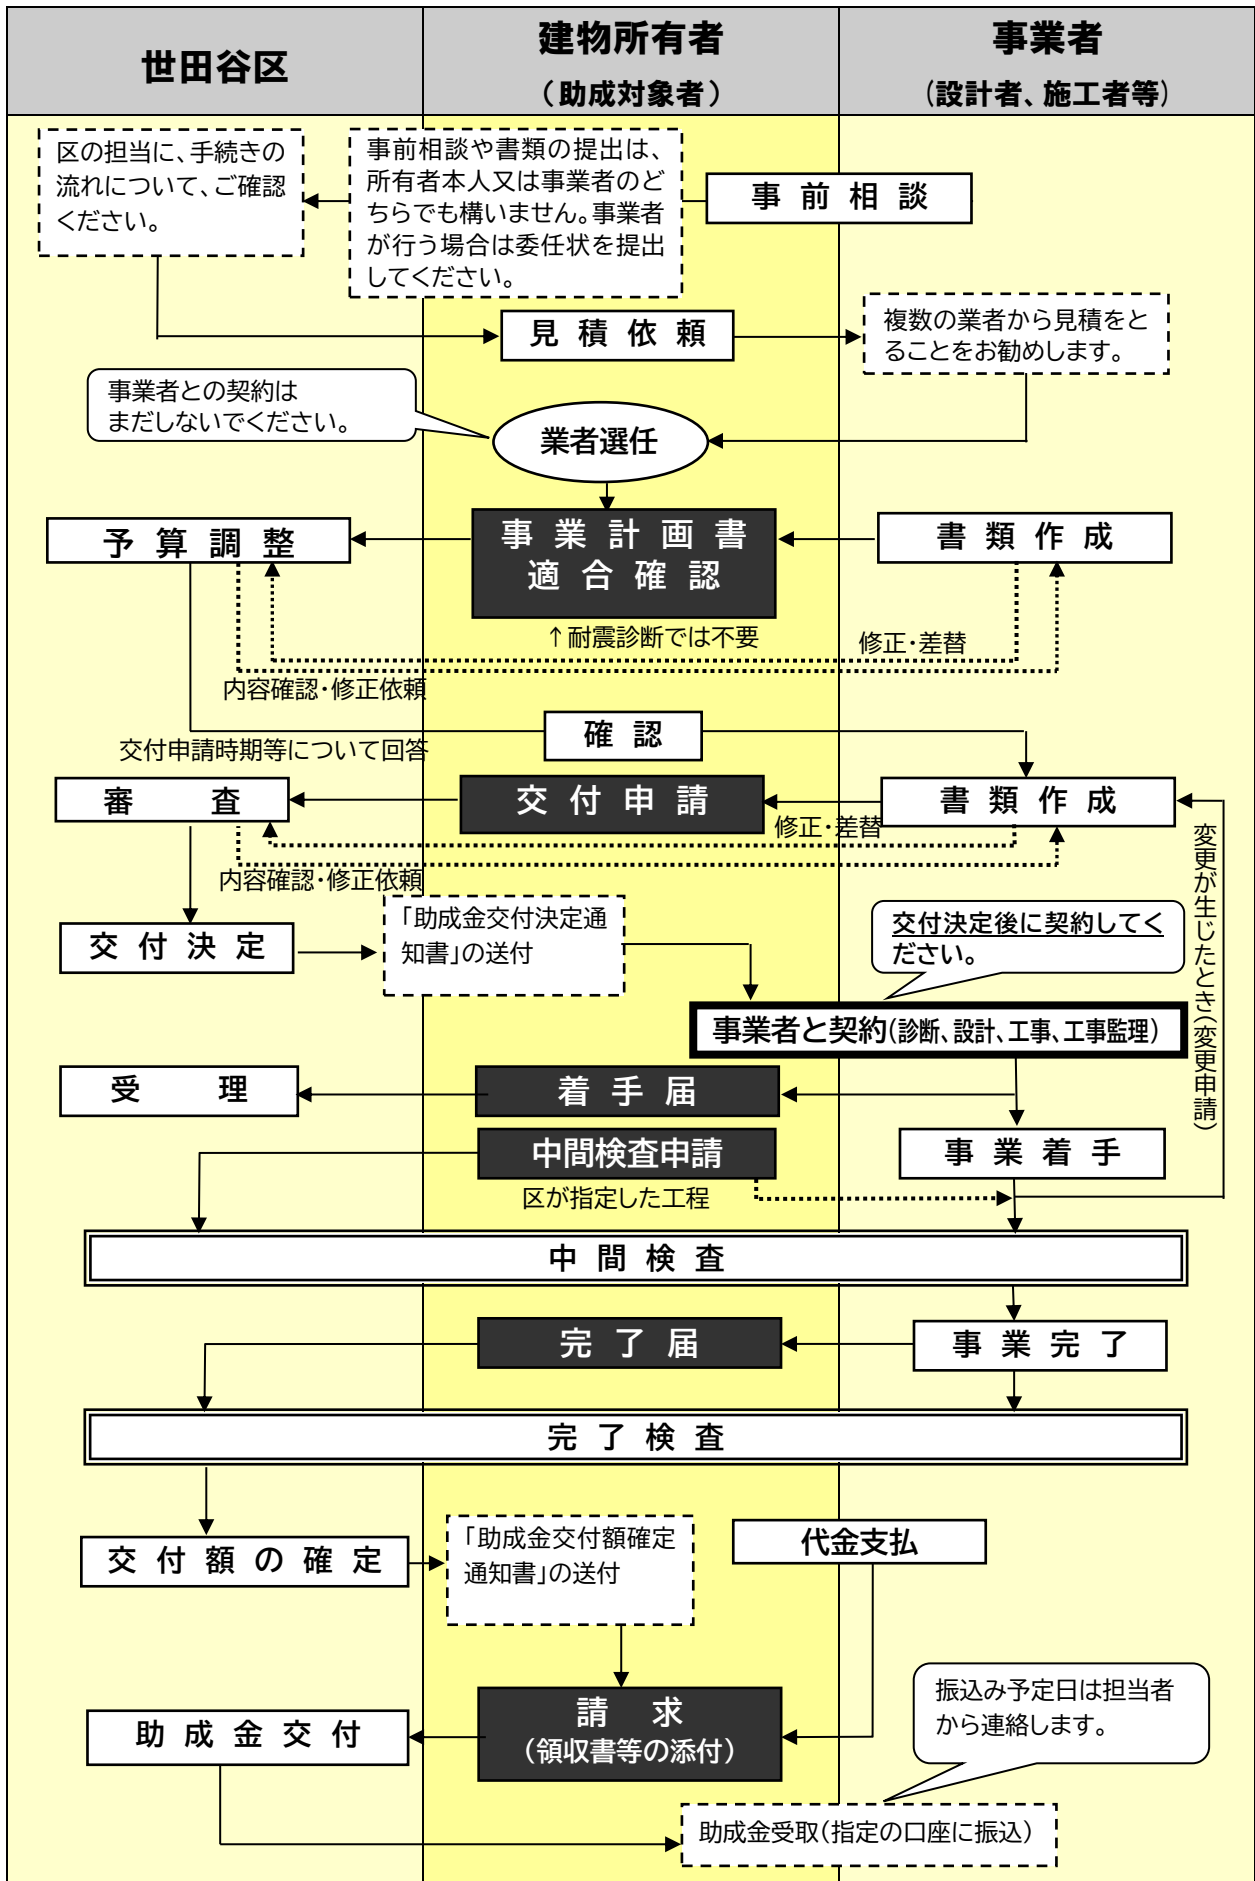 世田谷区
建物所有者
（助成対象者）
事業者
(設計者、施工者等)
区の担当に、手続きの
流れについて、ご確認
ください。
事前相談や書類の提出は、
所有者本人又は事業者のど
ちらでも構いません。事業者
が行う場合は委任状を提出
してください。
事前相談
見積依頼
複数の業者から見積をと
ることをお勧めします。
事業者との契約は
まだしないでください。
業者選任
予算調整
事業計画書
適合確認
書類作成
↑耐震診断では不要
修正・差替
内容確認・修正依頼
確認
交付申請時期等について回答
審査
交付申請
書類作成
修正・差替
内容確認・修正依頼
変更が生じたとき（変更申請）
交付決定
「助成金交付決定通
知書」の送付
交付決定後に契約してく
ださい。
事業者と契約(診断、設計、工事、工事監理)
受理
着手届
中間検査申請
事業着手
区が指定した工程
中間検査
完了届
事業完了
完了検査
交付額の確定
「助成金交付額確定
通知書」の送付
代金支払
請求
（領収書等の添付）
助成金交付
振込み予定日は担当者
から連絡します。
助成金受取（指定の口座に振込）